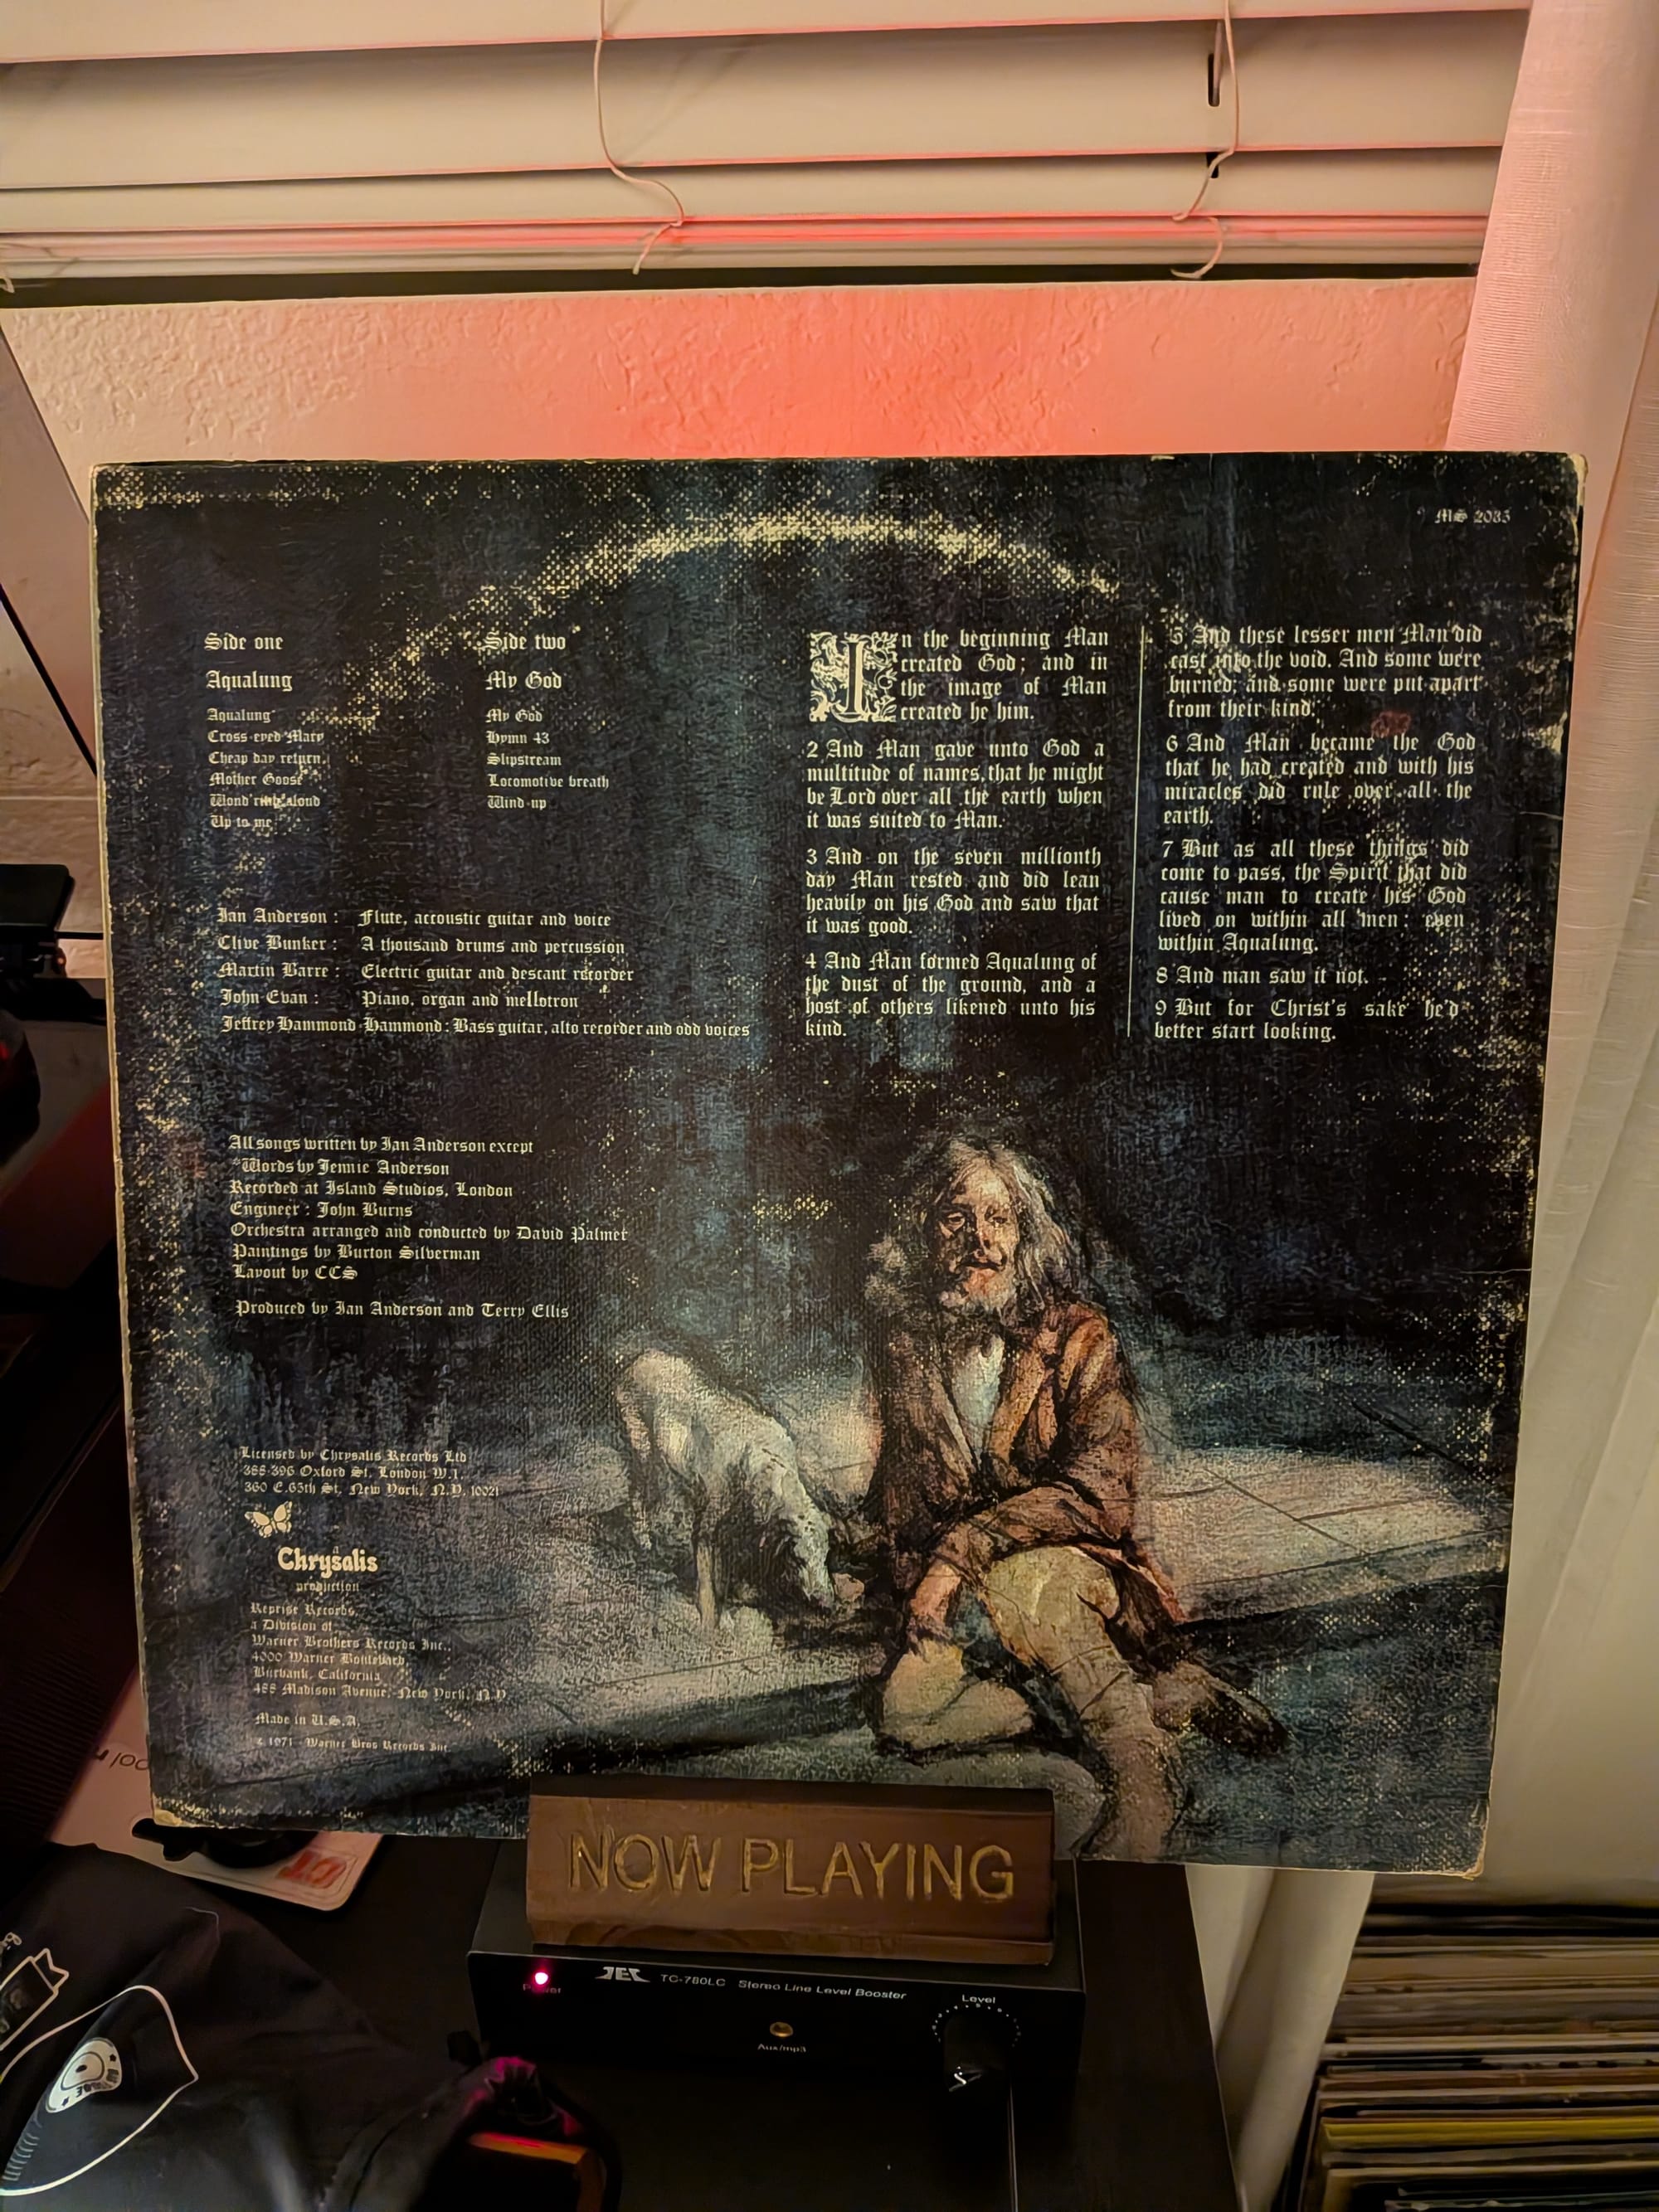 MS 2035
Side one
Aqualung
Aqualung
Cross-eyed Mary
Cheap day return
Mother Goose
Wond'ring aloud
Up to me
Side two
My God
My God
Hymn 43
Slipstream
Locomotive breath
Wind-up
Ian Anderson : Flute, accoustic guitar and voice
Clive Bunker : A thousand drums and percussion
Martin Barre : Electric guitar and descant recorder
John Evan : Piano, organ and mellotron
Jeffrey Hammond-Hammond : Bass guitar, alto recorder and odd voices
All songs written by Ian Anderson except
*Words by Jennie Anderson
Recorded at Island Studios, London
Engineer : John Burns
Orchestra arranged and conducted by David Palmer
Paintings by Burton Silverman
Layout by CCS
Produced by Ian Anderson and Terry Ellis
Licensed by Chrysalis Records Ltd
388-396 Oxford St. London W.1.
360 E.65th St. New York, N.Y. 10021
a
Chrysalis
production
Reprise Records,
a Division of
Warner Brothers Records Inc.,
4000 Warner Boulevard
Burbank, California
488 Madison Avenue, New York, N.Y.
Made in U.S.A.
© 1971 Warner Bros Records Inc.
In the beginning Man
created God; and in
the image of Man
created he him.
2 And Man gave unto God a
multitude of names, that he might
be Lord over all the earth when
it was suited to Man.
3 And on the seven millionth
day Man rested and did lean
heavily on his God and saw that
it was good.
4 And Man formed Aqualung of
the dust of the ground, and a
host of others likened unto his
kind.
5 And these lesser men Man did
cast into the void. And some were
burned; and some were put apart
from their kind.
6 And Man became the God
that he had created and with his
miracles did rule over all the
earth.
7 But as all these things did
come to pass, the Spirit that did
cause man to create his God
lived on within all men : even
within Aqualung.
8 And man saw it not.
9 But for Christ's sake he'd
better start looking.
NOW PLAYING
Power
TEC TC-780LC Stereo Line Level Booster
Level
Aux/mp3